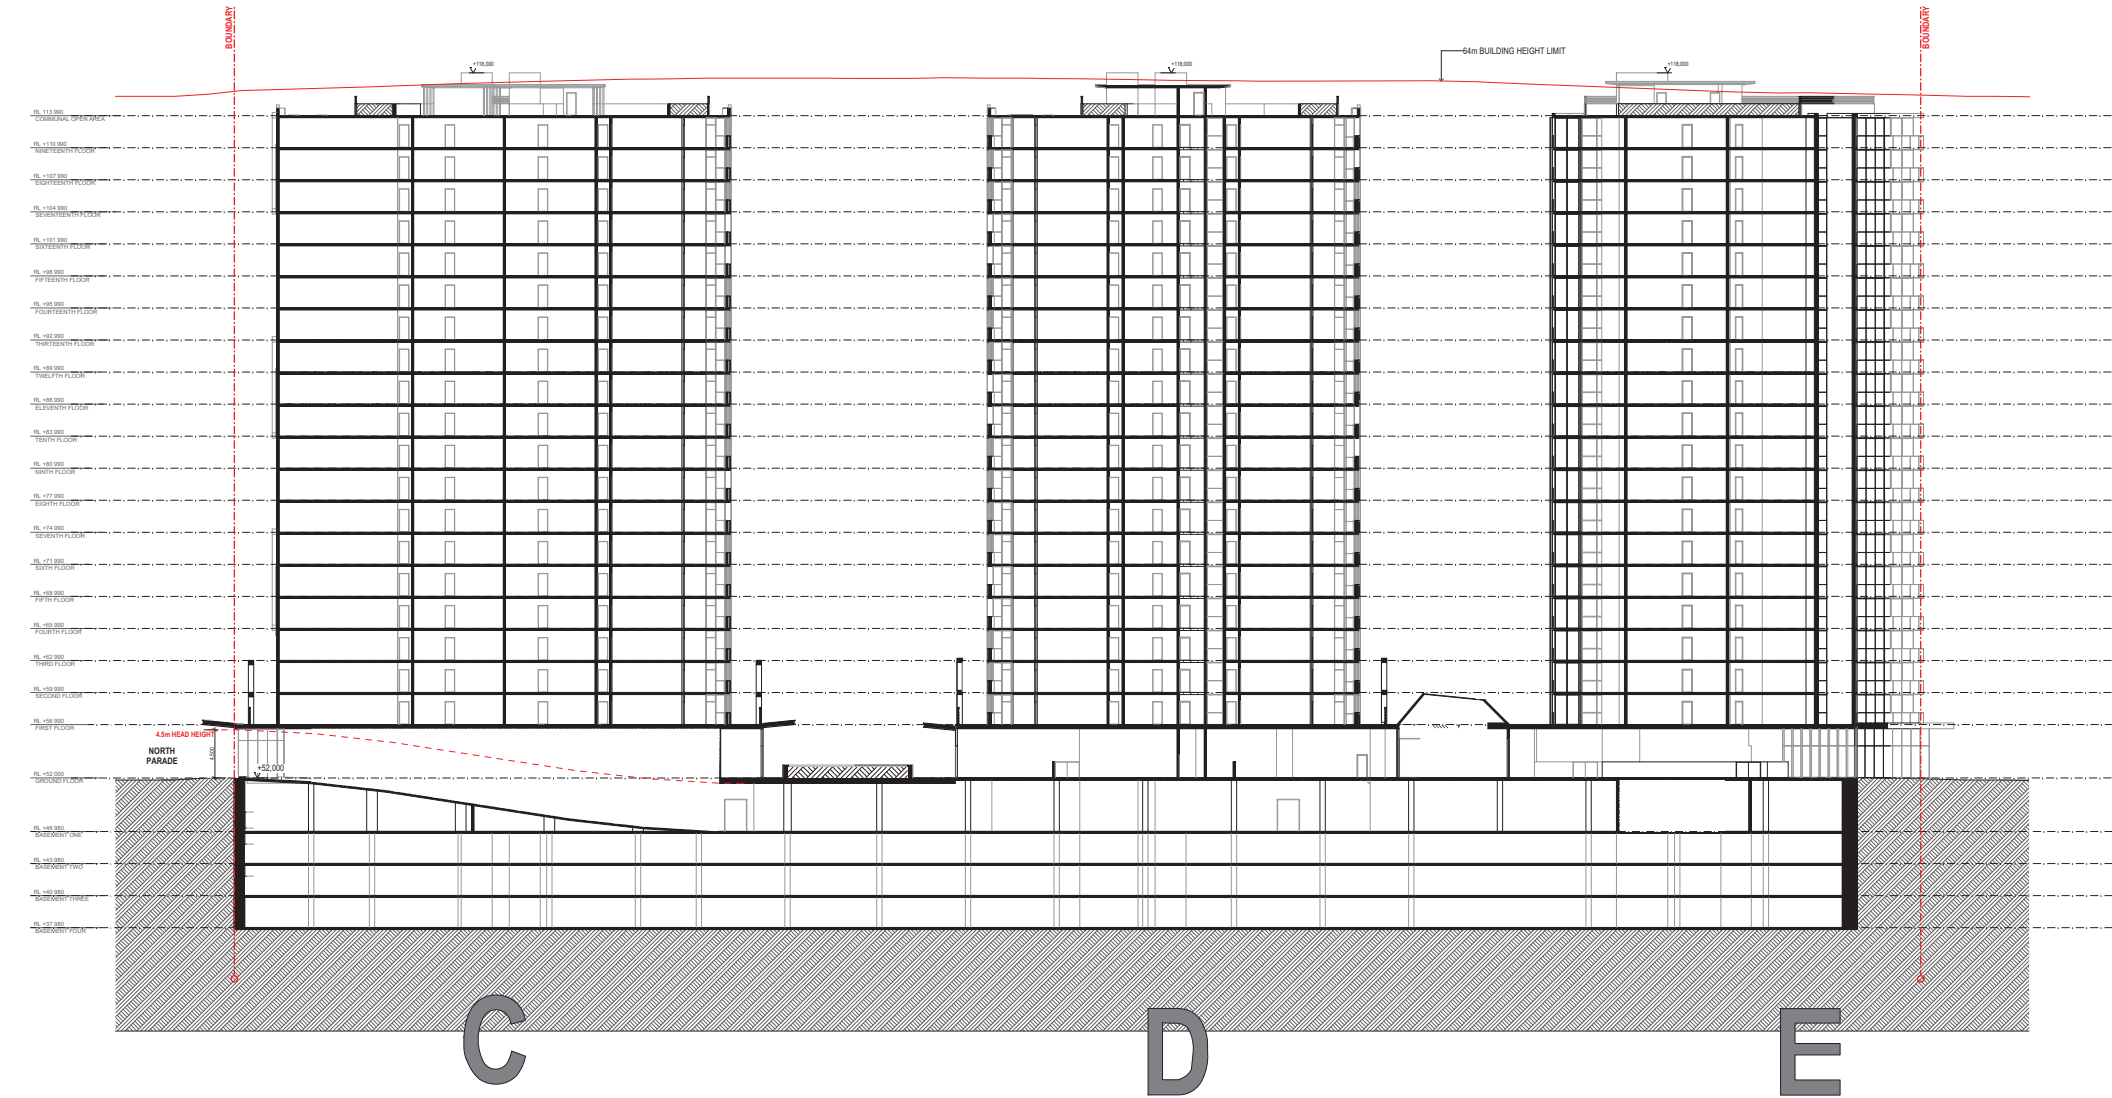 BOUNDARY
BOUNDARY
64m BUILDING HEIGHT LIMIT
+118,000
+118,000
+118,000
RL 113 990
COMMUNAL OPEN AREA
RL +110 990
NINETEENTH FLOOR
RL +107 990
EIGHTEENTH FLOOR
RL +104 990
SEVENTEENTH FLOOR
RL +101 990
SIXTEENTH FLOOR
RL +98 990
FIFTEENTH FLOOR
RL +95 990
FOURTEENTH FLOOR
RL +92 990
THIRTEENTH FLOOR
RL +89 990
TWELFTH FLOOR
RL +86 990
ELEVENTH FLOOR
RL +83 990
TENTH FLOOR
RL +80 990
NINTH FLOOR
RL +77 990
EIGHTH FLOOR
RL +74 990
SEVENTH FLOOR
RL +71 990
SIXTH FLOOR
RL +68 990
FIFTH FLOOR
RL +65 990
FOURTH FLOOR
RL +62 990
THIRD FLOOR
RL +59 990
SECOND FLOOR
RL +56 990
FIRST FLOOR
4.5m HEAD HEIGHT
NORTH
PARADE
4,500
+52,000
RL +52 000
GROUND FLOOR
RL +46 980
BASEMENT ONE
RL +43 980
BASEMENT TWO
RL +40 980
BASEMENT THREE
RL +37 980
BASEMENT FOUR
C
D
E